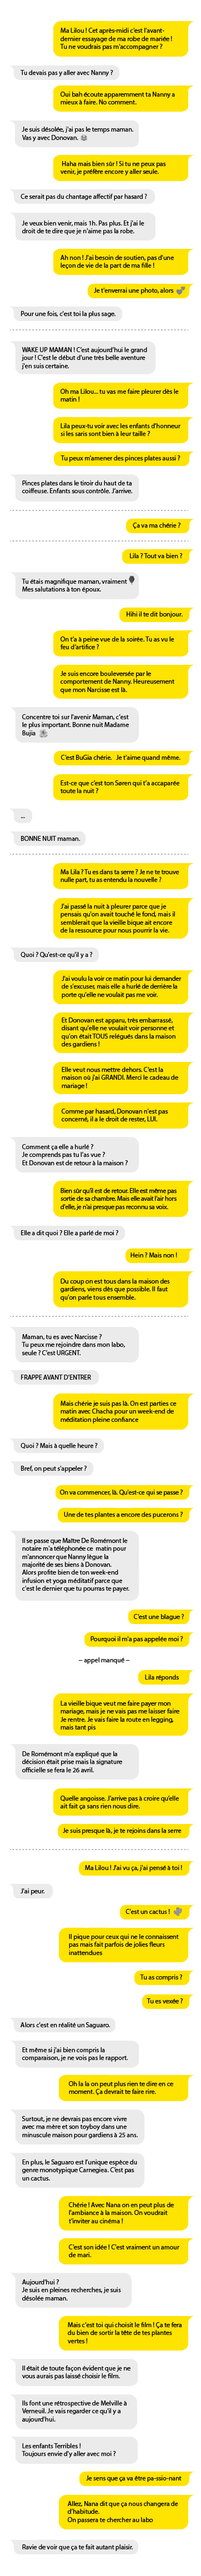 Ma Lilou ! Cet après-midi c'est l'avant-
dernier essayage de ma robe de mariée !
Tu ne voudrais pas m'accompagner ?
Tu devais pas y aller avec Nanny ?
Oui bah écoute apparemment ta Nanny a
mieux à faire. No comment.
Je suis désolée, j'ai pas le temps maman.
Vas y avec Donovan.
Haha mais bien sûr ! Si tu ne peux pas
venir, je préfère encore y aller seule.
Ce serait pas du chantage affectif par hasard ?
Je veux bien venir, mais 1h. Pas plus. Et j'ai le
droit de te dire que je n'aime pas la robe.
Ah non ! J'ai besoin de soutien, pas d'une
leçon de vie de la part de ma fille !
Je t'enverrai une photo, alors
Pour une fois, c'est toi la plus sage.
WAKE UP MAMAN ! C'est aujourd'hui le grand
jour ! C'est le début d'une très belle aventure
j'en suis certaine.
Oh ma Lilou... tu vas me faire pleurer dès le
matin !
Lila peux-tu voir avec les enfants d'honneur
si les saris sont bien à leur taille ?
Tu peux m'amener des pinces plates aussi ?
Pinces plates dans le tiroir du haut de ta
coiffeuse. Enfants sous contrôle. J'arrive.
Ça va ma chérie ?
Lila ? Tout va bien ?
Tu étais magnifique maman, vraiment
Mes salutations à ton époux.
Hihi il te dit bonjour.
On t'a à peine vue de la soirée. Tu as vu le
feu d'artifice ?
Je suis encore bouleversée par le
comportement de Nanny. Heureusement
que mon Narcisse est là.
Concentre toi sur l'avenir Maman, c'est
le plus important. Bonne nuit Madame
Bujia
C'est BuGia chérie. Je t'aime quand même.
Est-ce que c'est ton Søren qui t'a accaparée
toute la nuit ?
...
BONNE NUIT maman.
Ma Lila ? Tu es dans ta serre ? Je ne te trouve
nulle part, tu as entendu la nouvelle ?
J'ai passé la nuit à pleurer parce que je
pensais qu'on avait touché le fond, mais il
semblerait que la vieille bique ait encore
de la ressource pour nous pourrir la vie.
Quoi ? Qu'est-ce qu'il y a ?
J'ai voulu la voir ce matin pour lui demander
de s'excuser, mais elle a hurlé de derrière la
porte qu'elle ne voulait pas me voir.
Et Donovan est apparu, très embarrassé,
disant qu'elle ne voulait voir personne et
qu'on était TOUS relégués dans la maison
des gardiens !
Elle veut nous mettre dehors. C'est la
maison où j'ai GRANDI. Merci le cadeau de
mariage !
Comme par hasard, Donovan n'est pas
concerné, il a le droit de rester, LUI.
Comment ça elle a hurlé ?
Je comprends pas tu l'as vue ?
Et Donovan est de retour à la maison ?
Bien sûr qu'il est de retour. Elle est même pas
sortie de sa chambre. Mais elle avait l'air hors
d'elle, je n'ai presque pas reconnu sa voix.
Elle a dit quoi ? Elle a parlé de moi ?
Hein ? Mais non !
Du coup on est tous dans la maison des
gardiens, viens dès que possible. Il faut
qu'on parle tous ensemble.
Maman, tu es avec Narcisse ?
Tu peux me rejoindre dans mon labo,
seule ? C'est URGENT.
FRAPPE AVANT D'ENTRER
Mais chérie je suis pas là. On est parties ce
matin avec Chacha pour un week-end de
méditation pleine confiance
Quoi ? Mais à quelle heure ?
Bref, on peut s'appeler ?
On va commencer, là. Qu'est-ce qui se passe ?
Une de tes plantes a encore des pucerons ?
Il se passe que Maître De Romémont le
notaire m'a téléphonée ce matin pour
m'annoncer que Nanny lègue la
majorité de ses biens à Donovan.
Alors profite bien de ton week-end
infusion et yoga méditatif parce que
c'est le dernier que tu pourras te payer.
C'est une blague ?
Pourquoi il m'a pas appelée moi ?
– appel manqué –
Lila réponds
La vieille bique veut me faire payer mon
mariage, mais je ne vais pas me laisser faire
Je rentre. Je vais faire la route en legging,
mais tant pis
De Romémont m'a expliqué que la
décision était prise mais la signature
officielle se fera le 26 avril.
Quelle angoisse. J'arrive pas à croire qu'elle
ait fait ça sans rien nous dire.
Je suis presque là, je te rejoins dans la serre
Ma Lilou ! J'ai vu ça, j'ai pensé à toi !
J'ai peur.
C'est un cactus !
Il pique pour ceux qui ne le connaissent
pas mais fait parfois de jolies fleurs
inattendues
Tu as compris ?
Tu es vexée ?
Alors c'est en réalité un Saguaro.
Et même si j'ai bien compris la
comparaison, je ne vois pas le rapport.
Oh la la on peut plus rien te dire en ce
moment. Ça devrait te faire rire.
Surtout, je ne devrais pas encore vivre
avec ma mère et son toyboy dans une
minuscule maison pour gardiens à 25 ans.
En plus, le Saguaro est l'unique espèce du
genre monotypique Carnegiea. C'est pas
un cactus.
Chérie ! Avec Nana on en peut plus de
l'ambiance à la maison. On voudrait
t'inviter au cinéma !
C'est son idée ! C'est vraiment un amour
de mari.
Aujourd'hui ?
Je suis en pleines recherches, je suis
désolée maman.
Mais c'est toi qui choisit le film ! Ça te fera
du bien de sortir la tête de tes plantes
vertes !
Il était de toute façon évident que je ne
vous aurais pas laissé choisir le film.
Ils font une rétrospective de Melville à
Verneuil. Je vais regarder ce qu'il y a
aujourd'hui.
Les enfants Terribles !
Toujours envie d'y aller avec moi ?
Je sens que ça va être pa-ssio-nant
Allez, Nana dit que ça nous changera de
d'habitude.
On passera te chercher au labo
Ravie de voir que ça te fait autant plaisir.